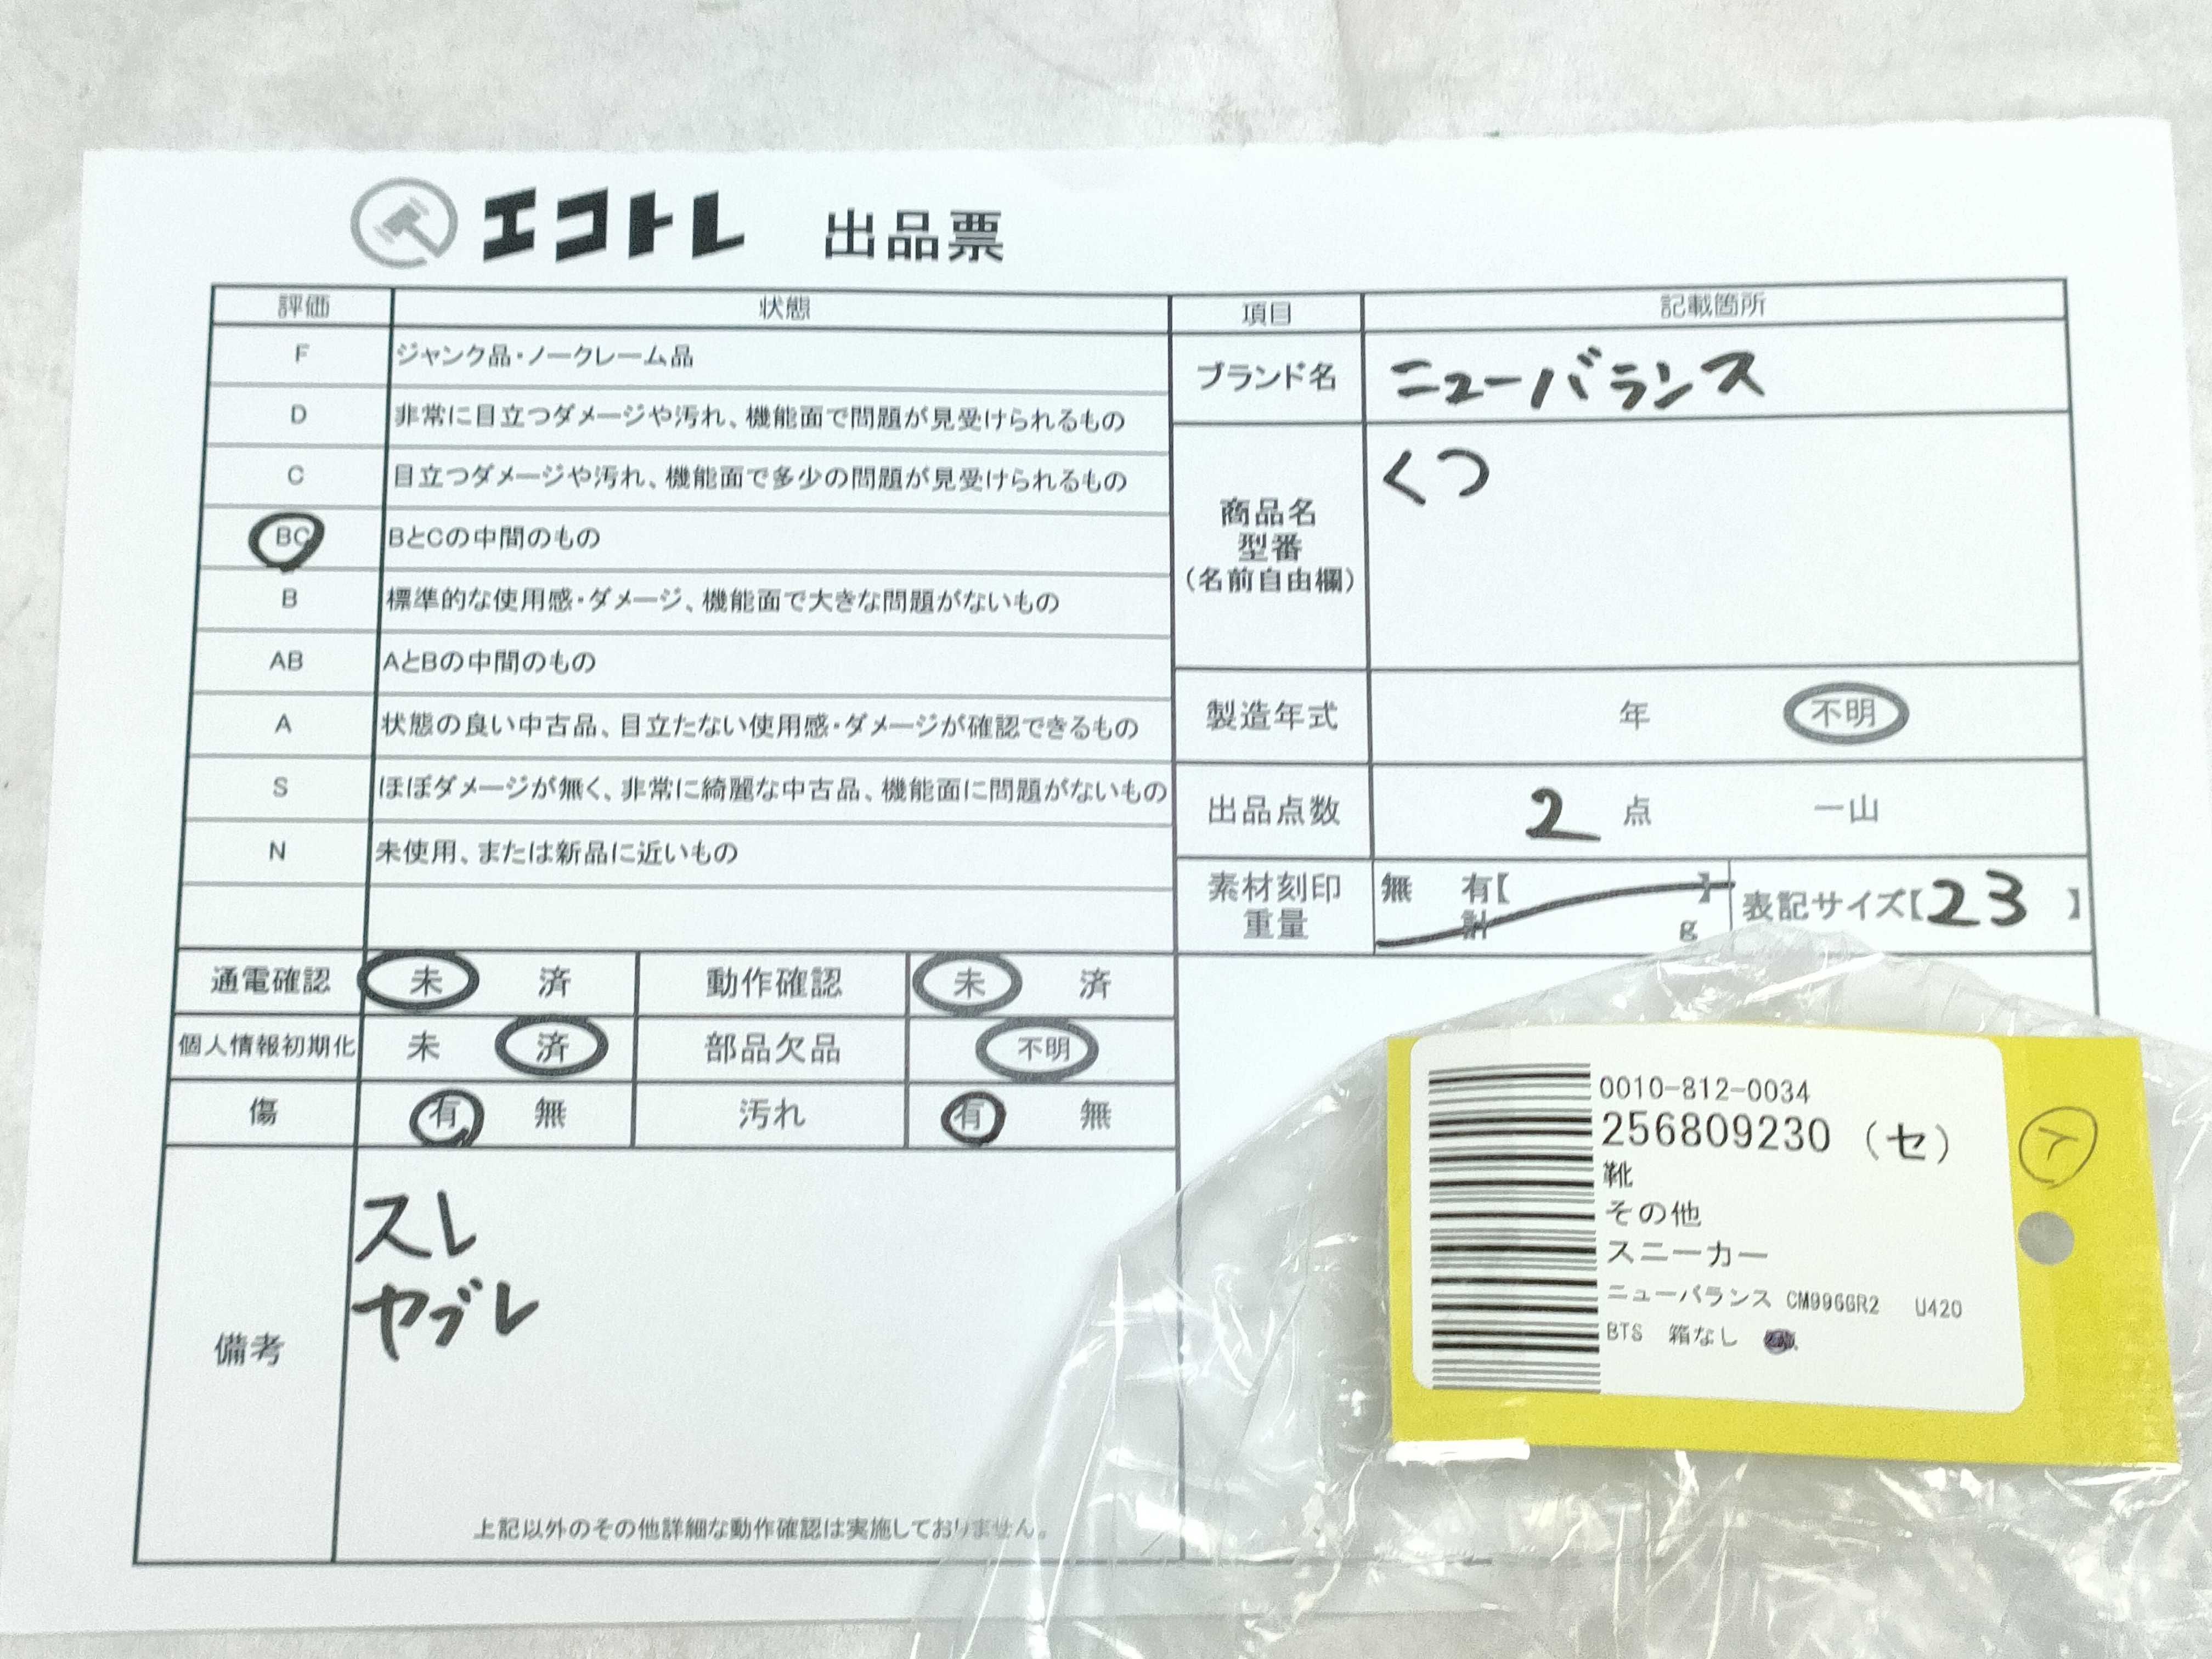 エコトレ 出品票
評価 状態
F ジャンク品・ノークレーム品
D 非常に目立つダメージや汚れ、機能面で問題が見受けられるもの
C 目立つダメージや汚れ、機能面で多少の問題が見受けられるもの
BC BとCの中間のもの
B 標準的な使用感・ダメージ、機能面で大きな問題がないもの
AB AとBの中間のもの
A 状態の良い中古品、目立たない使用感・ダメージが確認できるもの
S ほぼダメージが無く、非常に綺麗な中古品、機能面に問題がないもの
N 未使用、または新品に近いもの
通電確認 未 済 動作確認 未 済
個人情報初期化 未 済 部品欠品 不明
傷 有 無 汚れ 有 無
備考
スレ
ヤブレ
上記以外のその他詳細な動作確認は実施しておりません。
項目 記載箇所
ブランド名 ニューバランス
商品名
型番
（名前自由欄）
くつ
製造年式 年 不明
出品点数 2 点 一山
素材刻印
重量
無 有【 】
計 g
表記サイズ【23 】
0010-812-0034
256809230 (セ)
靴
その他
スニーカー
ニューバランス CM996GR2 U420
BTS 箱なし